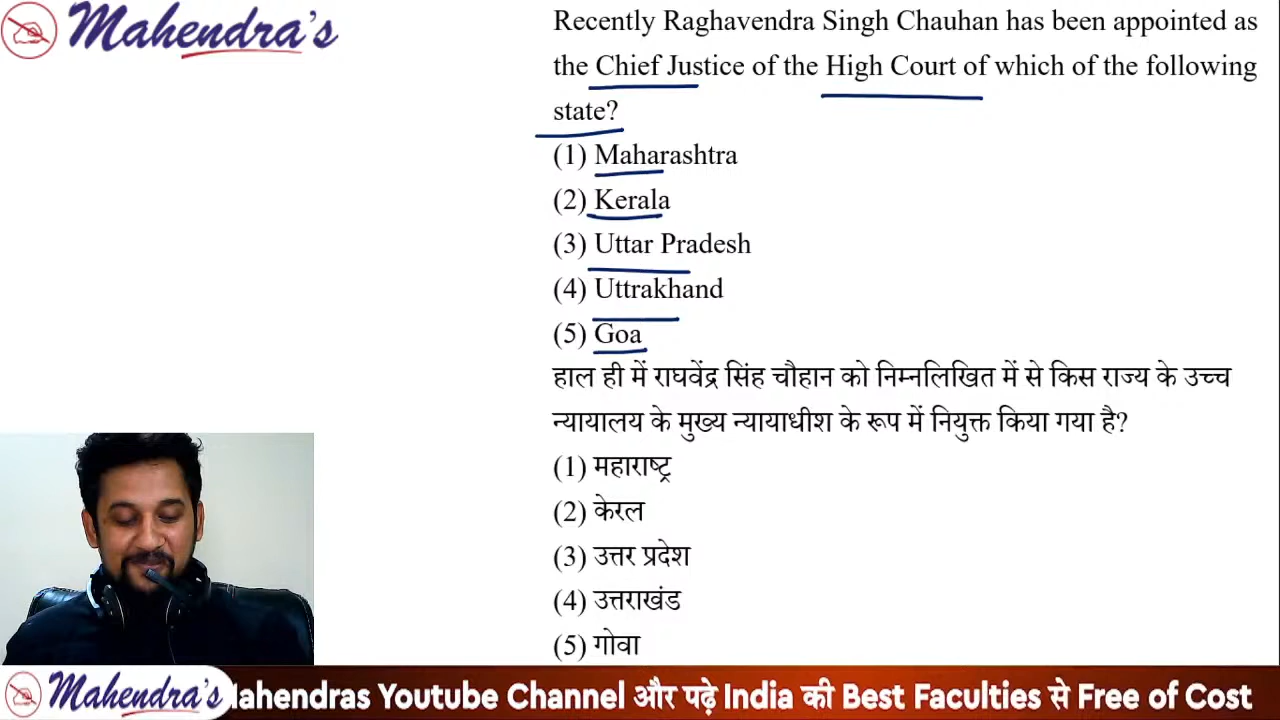 Mahendra's
Recently Raghavendra Singh Chauhan has been appointed as
the Chief Justice of the High Court of which of the following
state?
(1) Maharashtra
(2) Kerala
(3) Uttar Pradesh
(4) Uttrakhand
(5) Goa
हाल ही में राघवेंद्र सिंह चौहान को निम्नलिखित में से किस राज्य के उच्च
न्यायालय के मुख्य न्यायाधीश के रूप में नियुक्त किया गया है?
(1) महाराष्ट्र
(2) केरल
(3) उत्तर प्रदेश
(4) उत्तराखंड
(5) गोवा
Mahendra's Mahendras Youtube Channel और पढ़े India की Best Faculties से Free of Cost